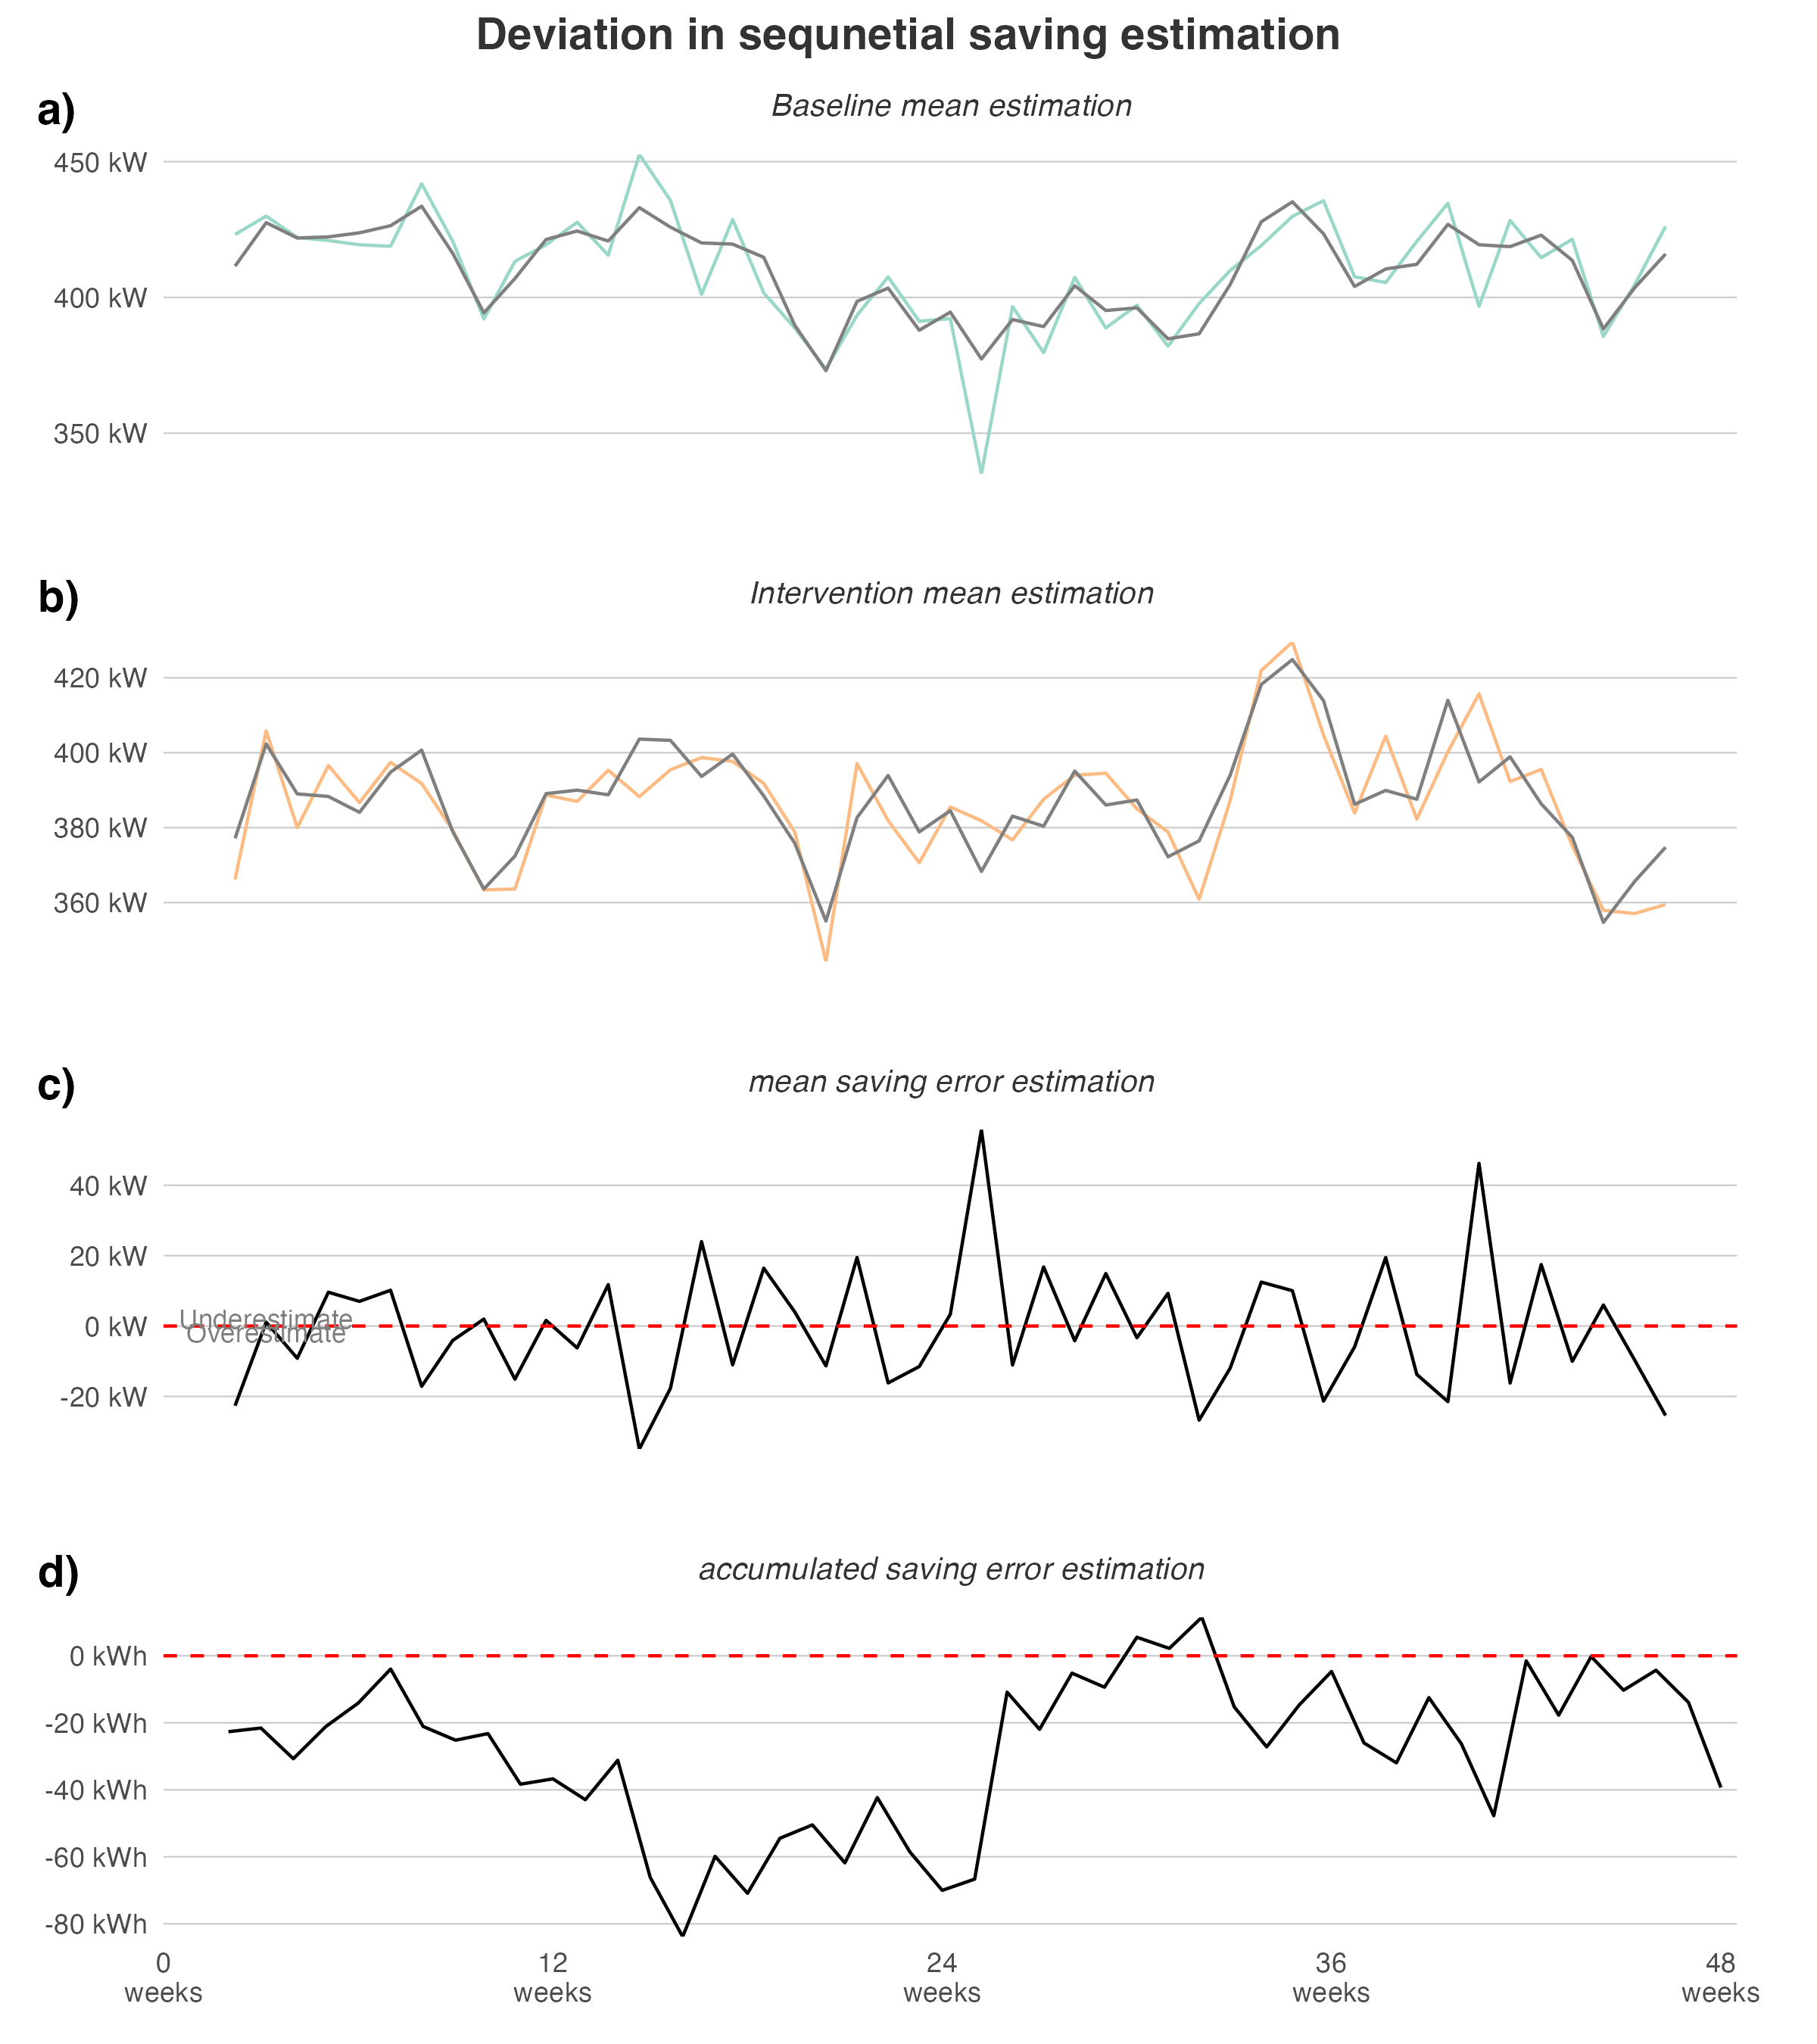 Deviation in sequnetial saving estimation
a)
Baseline mean estimation
450 kW
400 kW
350 kW
b)
Intervention mean estimation
420 kW
400 kW
380 kW
360 kW
c)
mean saving error estimation
40 kW
20 kW
Underestimate
0 kW
Overestimate
-20 kW
d)
accumulated saving error estimation
0 kWh
-20 kWh
-40 kWh
-60 kWh
-80 kWh
0 12 24 36 48
weeks weeks weeks weeks weeks